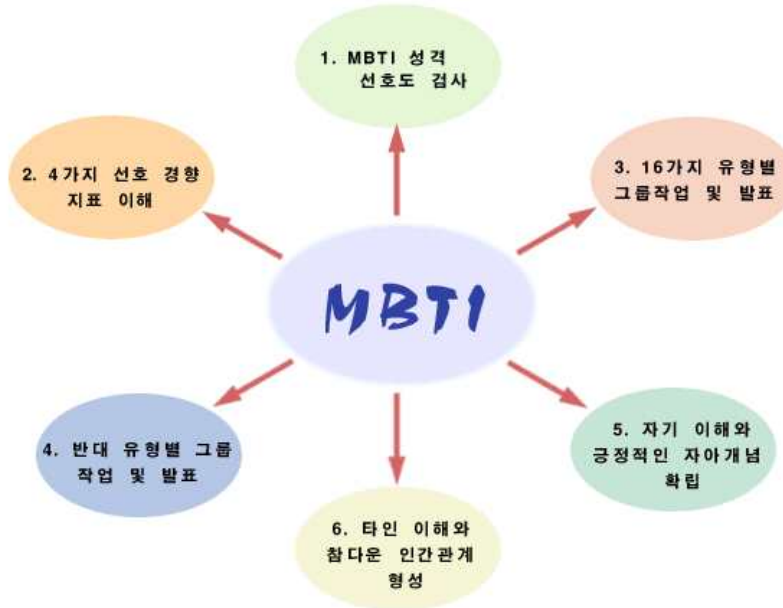 1. MBTI 성격
선호도 검사
2. 4가지 선호 경향
지표 이해
3. 16가지 유형별
그룹작업 및 발표
MBTI
4. 반대 유형별 그룹
작업 및 발표
5. 자기 이해와
긍정적인 자아개념
확립
6. 타인 이해와
참다운 인간관계
형성